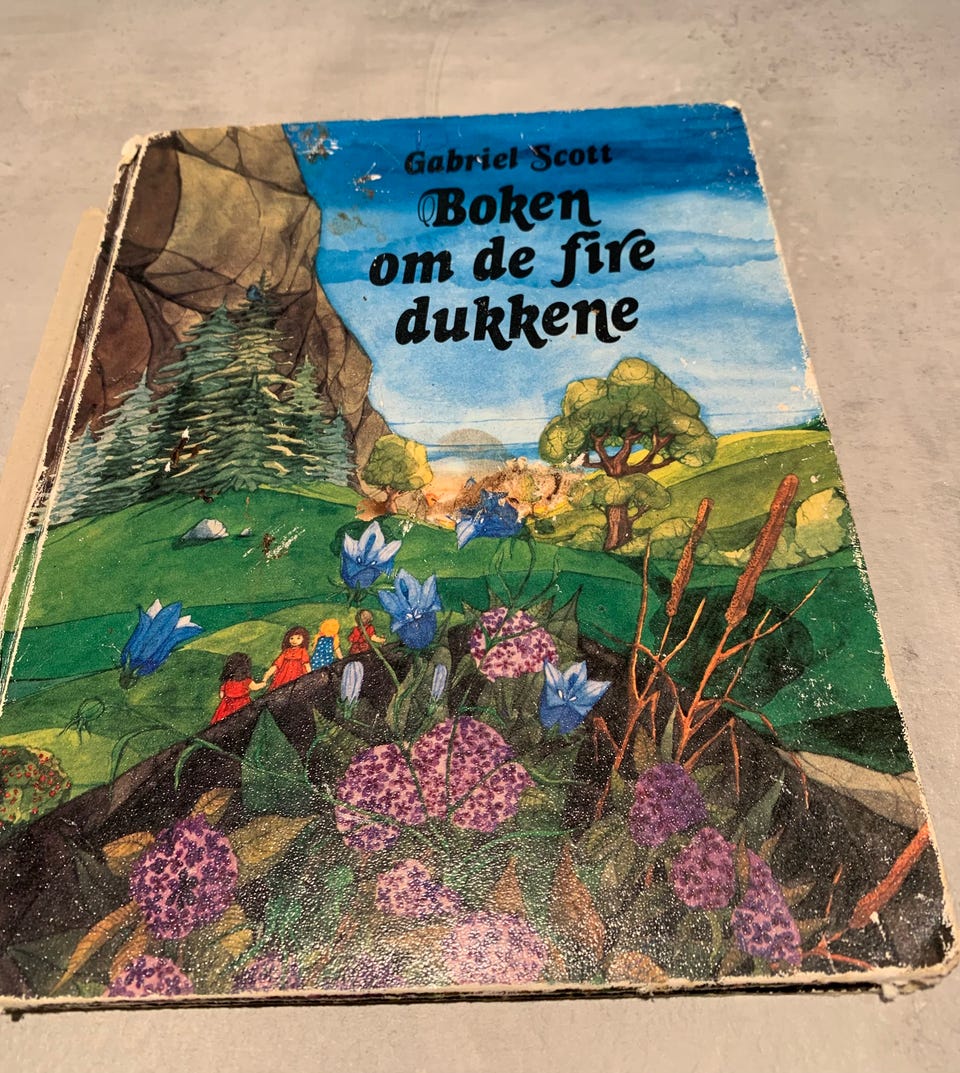 Gabriel Scott
Boken
om de fire
dukkene